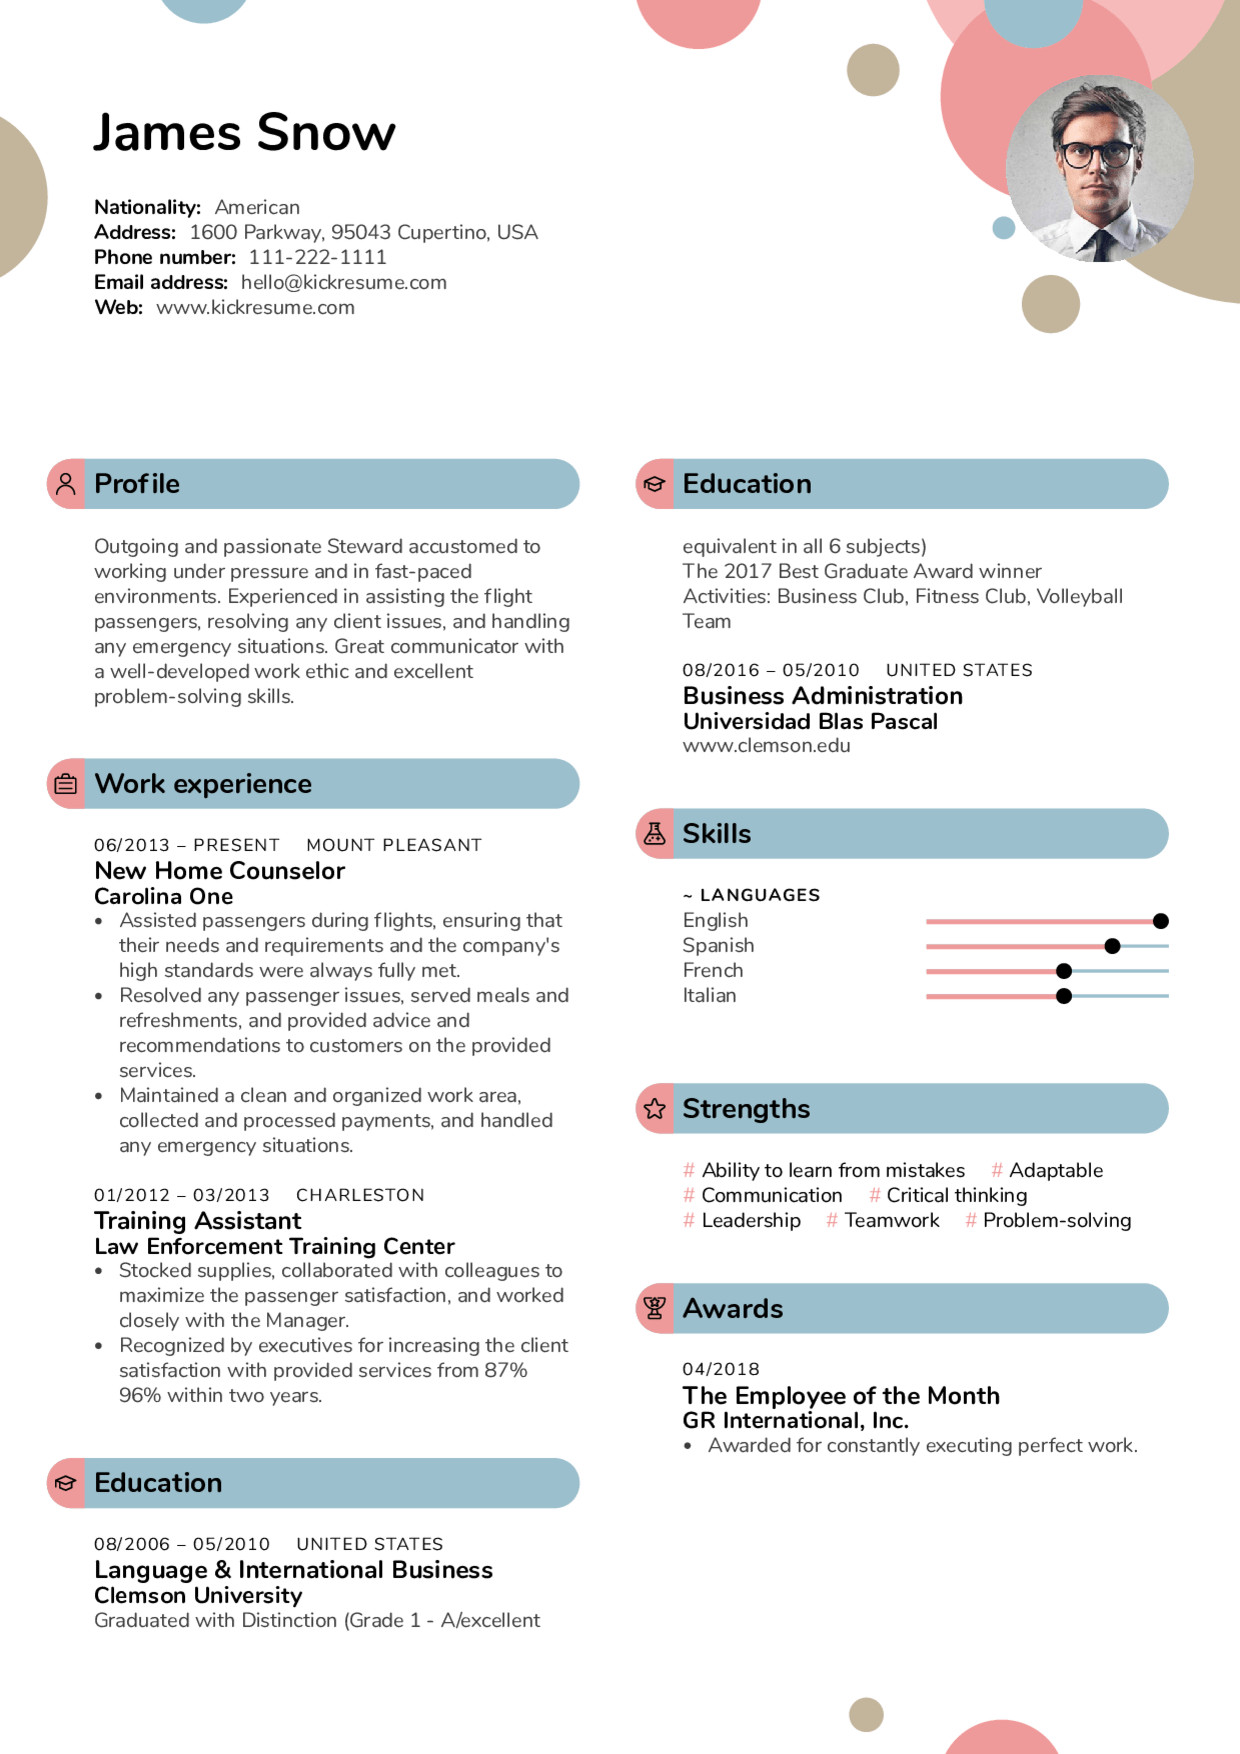 James Snow
Nationality: American
Address: 1600 Parkway, 95043 Cupertino, USA
Phone number: 111-222-1111
Email address: hello@kickresume.com
Web: www.kickresume.com
Profile
Outgoing and passionate Steward accustomed to
working under pressure and in fast-paced
environments. Experienced in assisting the flight
passengers, resolving any client issues, and handling
any emergency situations. Great communicator with
a well-developed work ethic and excellent
problem-solving skills.
Work experience
06/2013 – PRESENT MOUNT PLEASANT
New Home Counselor
Carolina One
• Assisted passengers during flights, ensuring that
their needs and requirements and the company's
high standards were always fully met.
• Resolved any passenger issues, served meals and
refreshments, and provided advice and
recommendations to customers on the provided
services.
• Maintained a clean and organized work area,
collected and processed payments, and handled
any emergency situations.
01/2012 – 03/2013 CHARLESTON
Training Assistant
Law Enforcement Training Center
• Stocked supplies, collaborated with colleagues to
maximize the passenger satisfaction, and worked
closely with the Manager.
• Recognized by executives for increasing the client
satisfaction with provided services from 87%
96% within two years.
Education
08/2006 – 05/2010 UNITED STATES
Language & International Business
Clemson University
Graduated with Distinction (Grade 1 - A/excellent
Education
equivalent in all 6 subjects)
The 2017 Best Graduate Award winner
Activities: Business Club, Fitness Club, Volleyball
Team
08/2016 – 05/2010 UNITED STATES
Business Administration
Universidad Blas Pascal
www.clemson.edu
Skills
~ LANGUAGES
English
Spanish
French
Italian
Strengths
# Ability to learn from mistakes # Adaptable
# Communication # Critical thinking
# Leadership # Teamwork # Problem-solving
Awards
04/2018
The Employee of the Month
GR International, Inc.
• Awarded for constantly executing perfect work.